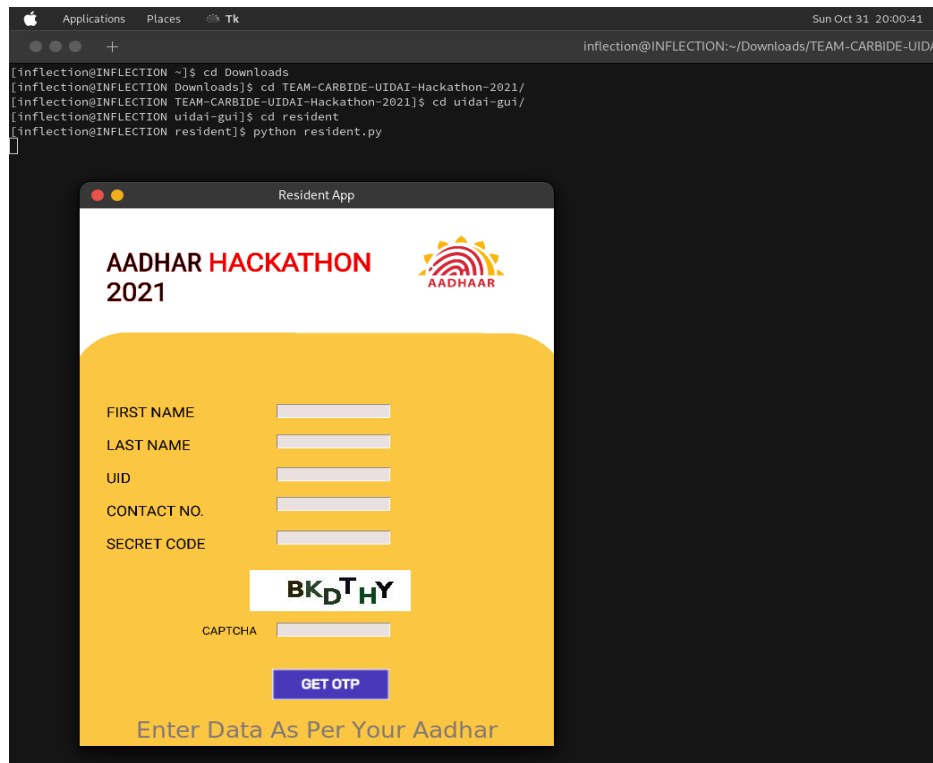 Applications Places Tk Sun Oct 31 20:00:41
inflection@INFLECTION:~/Downloads/TEAM-CARBIDE-UIDA
[inflection@INFLECTION ~]$ cd Downloads
[inflection@INFLECTION Downloads]$ cd TEAM-CARBIDE-UIDAI-Hackathon-2021/
[inflection@INFLECTION TEAM-CARBIDE-UIDAI-Hackathon-2021]$ cd uidai-gui/
[inflection@INFLECTION uidai-gui]$ cd resident
[inflection@INFLECTION resident]$ python resident.py
Resident App
AADHAR HACKATHON
2021
AADHAAR
FIRST NAME
LAST NAME
UID
CONTACT NO.
SECRET CODE
BKDTHY
CAPTCHA
GET OTP
Enter Data As Per Your Aadhar